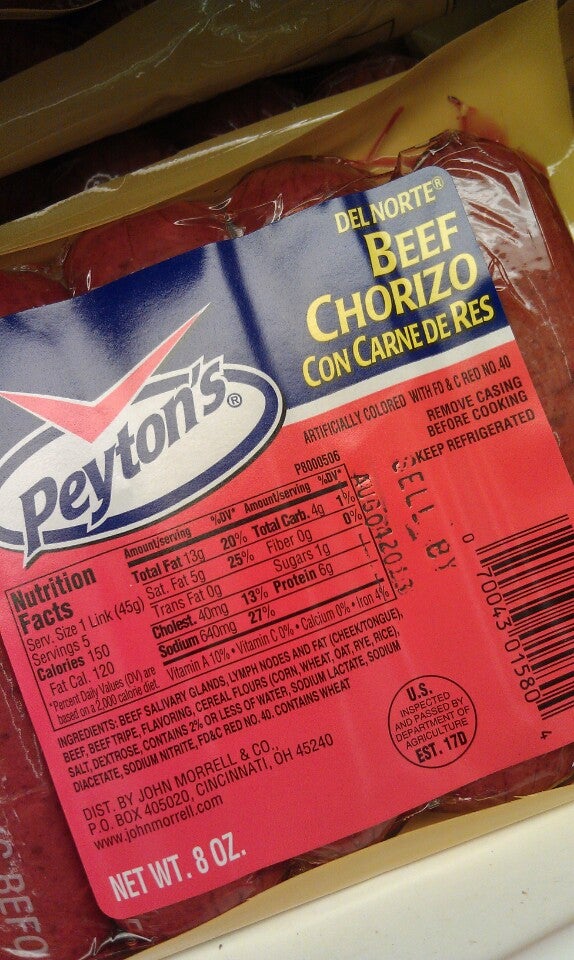 DEL NORTE®
BEEF
CHORIZO
CON CARNE DE RES
Peyton's®
ARTIFICIALLY COLORED WITH FD & C RED NO. 40
REMOVE CASING
BEFORE COOKING
KEEP REFRIGERATED
P8000506
SELL BY
AUG042013
Nutrition
Facts
Serv. Size 1 Link (45g)
Servings 5
Calories 150
Fat Cal. 120
*Percent Daily Values (DV) are
based on a 2,000 calorie diet.
Amount/serving %DV* Amount/serving %DV*
Total Fat 13g 20% Total Carb. 4g 1%
Sat. Fat 5g 25% Fiber 0g 0%
Trans Fat 0g Sugars 1g
Cholest. 40mg 13% Protein 6g
Sodium 640mg 27%
Vitamin A 10% • Vitamin C 0% • Calcium 0% • Iron 4%
INGREDIENTS: BEEF SALIVARY GLANDS, LYMPH NODES AND FAT (CHEEK/TONGUE),
BEEF, BEEF TRIPE, FLAVORING, CEREAL FLOURS (CORN, WHEAT, OAT, RYE, RICE),
SALT, DEXTROSE, CONTAINS 2% OR LESS OF WATER, SODIUM LACTATE, SODIUM
DIACETATE, SODIUM NITRITE, FD&C RED NO. 40. CONTAINS WHEAT
DIST. BY JOHN MORRELL & CO.,
P.O. BOX 405020, CINCINNATI, OH 45240
www.johnmorrell.com
U.S.
INSPECTED
AND PASSED BY
DEPARTMENT OF
AGRICULTURE
EST. 17D
0 70043 01580 4
NET WT. 8 OZ.
BEEF